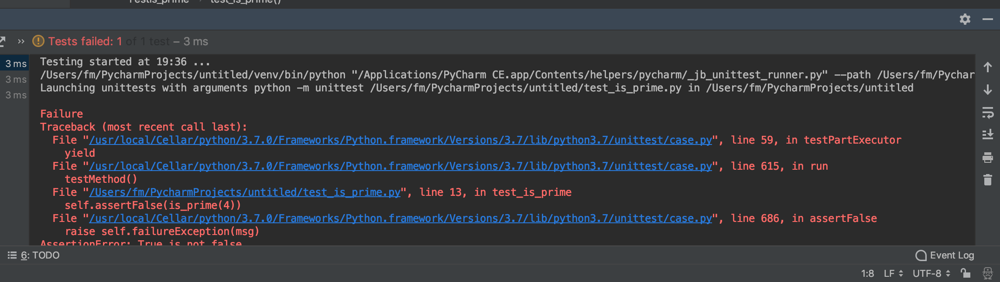 Testis_prime › test_is_prime()
» Tests failed: 1 of 1 test – 3 ms
3 ms
3 ms
3 ms
Testing started at 19:36 ...
/Users/fm/PycharmProjects/untitled/venv/bin/python "/Applications/PyCharm CE.app/Contents/helpers/pycharm/_jb_unittest_runner.py" --path /Users/fm/Pychar
Launching unittests with arguments python -m unittest /Users/fm/PycharmProjects/untitled/test_is_prime.py in /Users/fm/PycharmProjects/untitled
Failure
Traceback (most recent call last):
File "/usr/local/Cellar/python/3.7.0/Frameworks/Python.framework/Versions/3.7/lib/python3.7/unittest/case.py", line 59, in testPartExecutor
yield
File "/usr/local/Cellar/python/3.7.0/Frameworks/Python.framework/Versions/3.7/lib/python3.7/unittest/case.py", line 615, in run
testMethod()
File "/Users/fm/PycharmProjects/untitled/test_is_prime.py", line 13, in test_is_prime
self.assertFalse(is_prime(4))
File "/usr/local/Cellar/python/3.7.0/Frameworks/Python.framework/Versions/3.7/lib/python3.7/unittest/case.py", line 686, in assertFalse
raise self.failureException(msg)
AssertionError: True is not false
6: TODO
Event Log
1:8 LF UTF-8